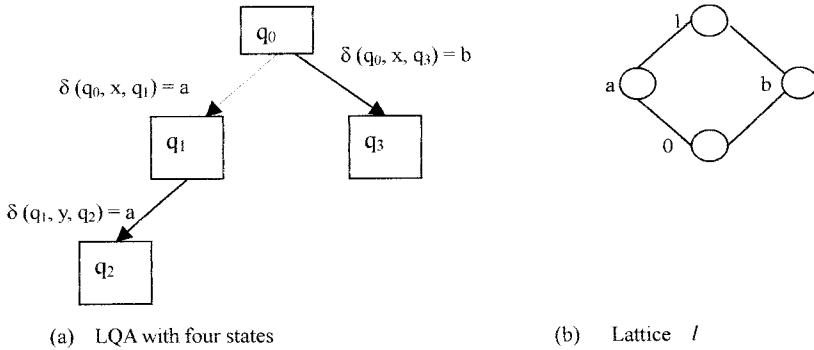 q₀
δ (q₀, x, q₁) = a
δ (q₀, x, q₃) = b
q₁
q₃
δ (q₁, y, q₂) = a
q₂
(a) LQA with four states
1
a
b
0
(b) Lattice l